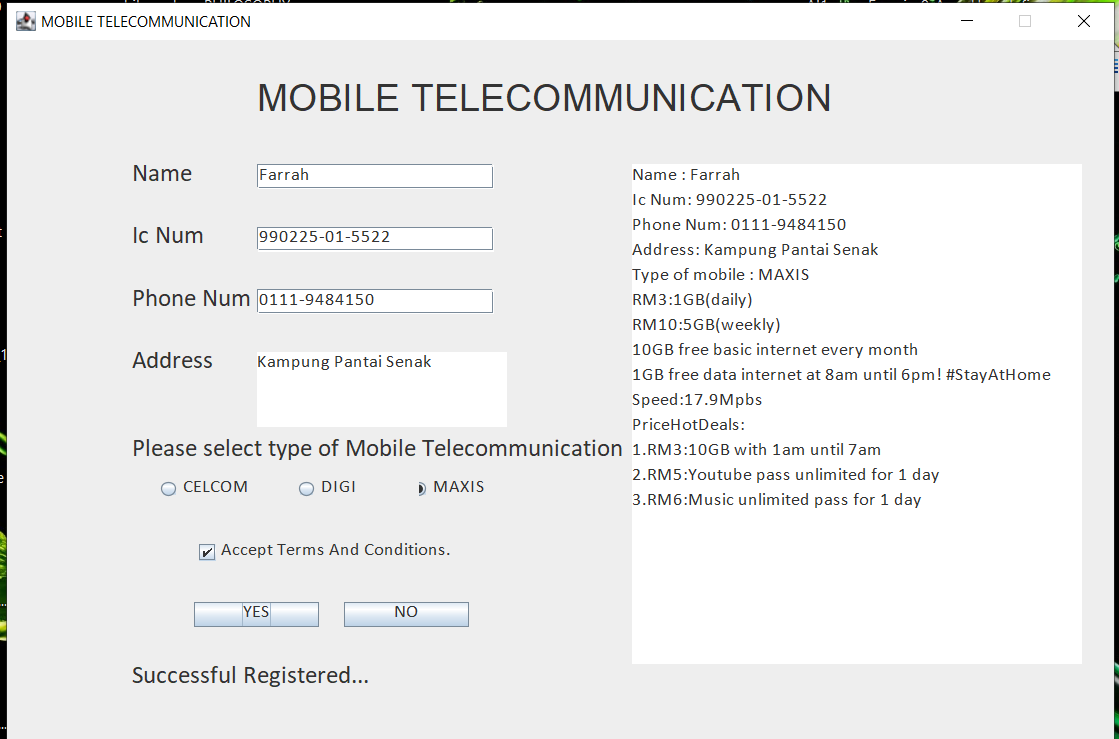 MOBILE TELECOMMUNICATION
MOBILE TELECOMMUNICATION
Name
Farrah
Ic Num
990225-01-5522
Phone Num
0111-9484150
Address
Kampung Pantai Senak
Please select type of Mobile Telecommunication
CELCOM DIGI MAXIS
Accept Terms And Conditions.
YES NO
Successful Registered...
Name : Farrah
Ic Num: 990225-01-5522
Phone Num: 0111-9484150
Address: Kampung Pantai Senak
Type of mobile : MAXIS
RM3:1GB(daily)
RM10:5GB(weekly)
10GB free basic internet every month
1GB free data internet at 8am until 6pm! #StayAtHome
Speed:17.9Mpbs
PriceHotDeals:
1.RM3:10GB with 1am until 7am
2.RM5:Youtube pass unlimited for 1 day
3.RM6:Music unlimited pass for 1 day